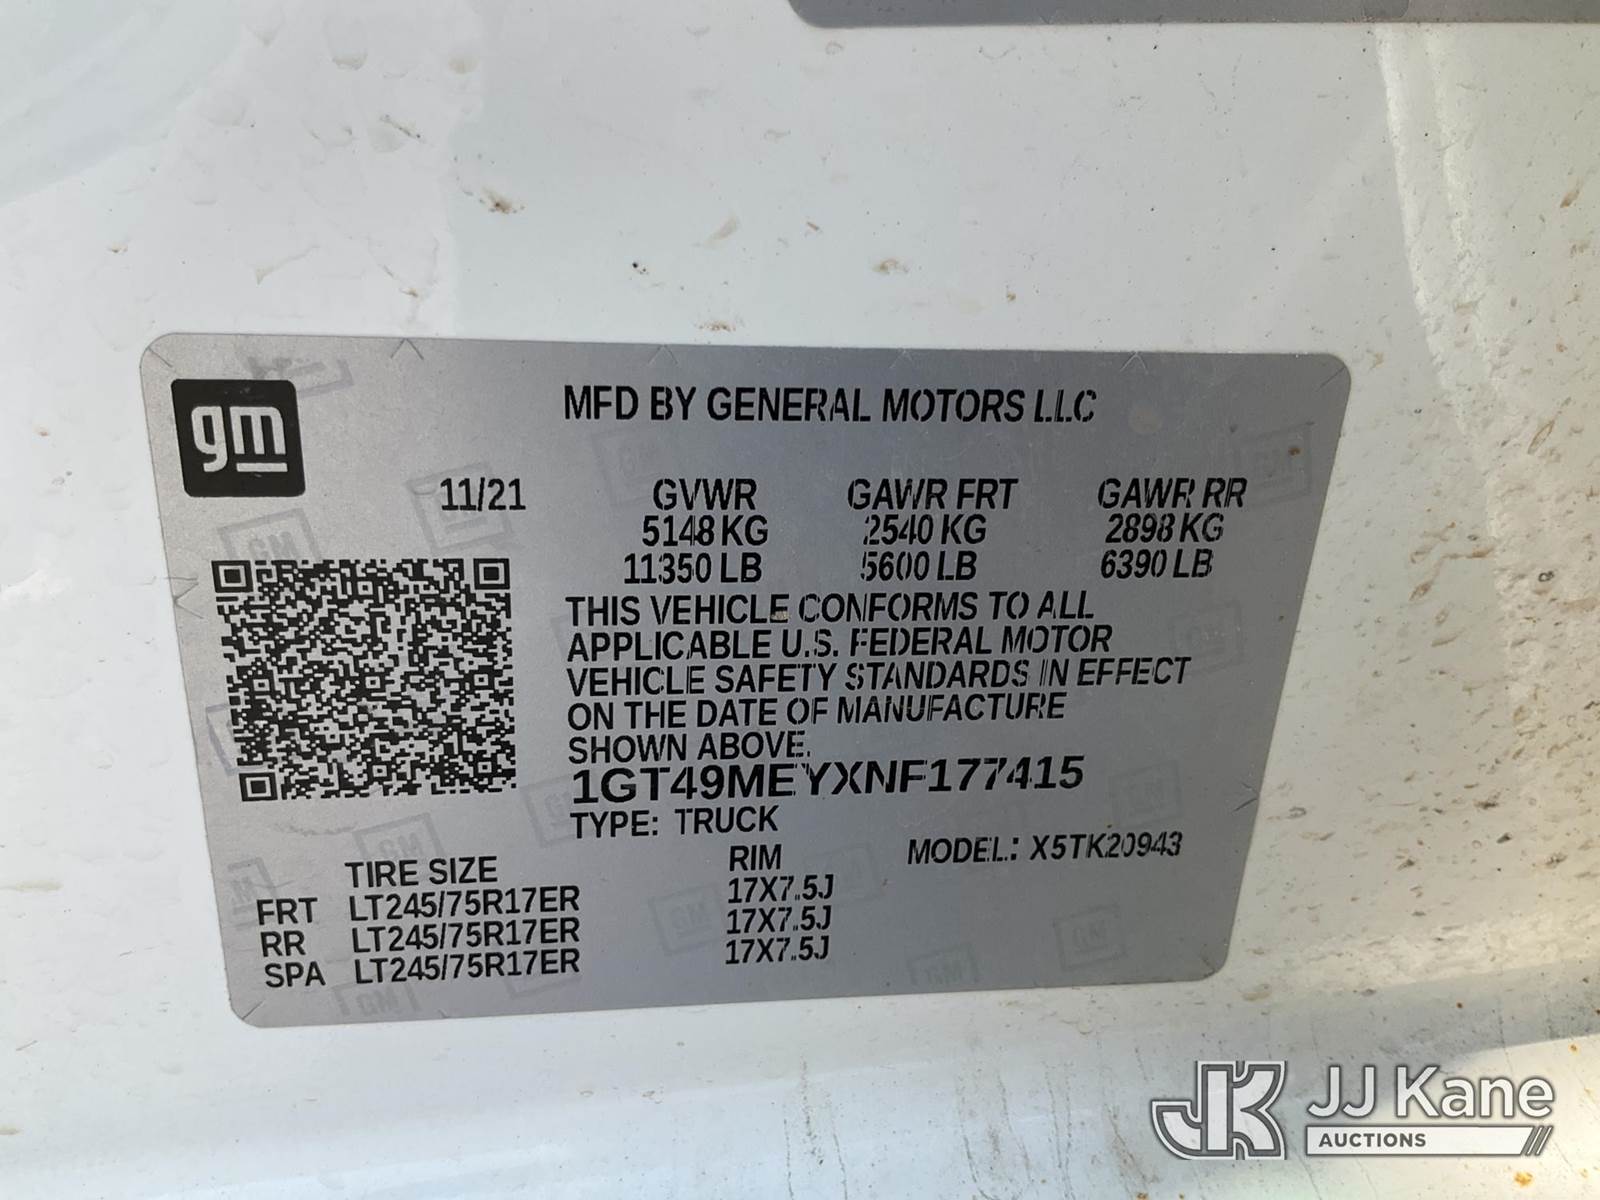 gm
MFD BY GENERAL MOTORS LLC
11/21 GVWR GAWR FRT GAWR RR
5148 KG 2540 KG 2898 KG
11350 LB 5600 LB 6390 LB
THIS VEHICLE CONFORMS TO ALL
APPLICABLE U.S. FEDERAL MOTOR
VEHICLE SAFETY STANDARDS IN EFFECT
ON THE DATE OF MANUFACTURE
SHOWN ABOVE.
1GT49MEYXNF177415
TYPE: TRUCK
MODEL: X5TK20943
TIRE SIZE RIM
FRT LT245/75R17ER 17X7.5J
RR LT245/75R17ER 17X7.5J
SPA LT245/75R17ER 17X7.5J
JK JJ Kane
AUCTIONS